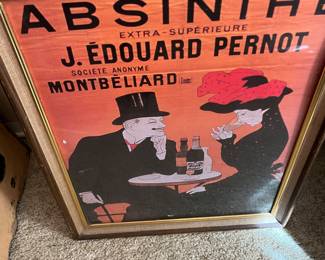 ABSINTHE
EXTRA-SUPÉRIEURE
J. ÉDOUARD PERNOT
SOCIÉTÉ ANONYME
MONTBÉLIARD